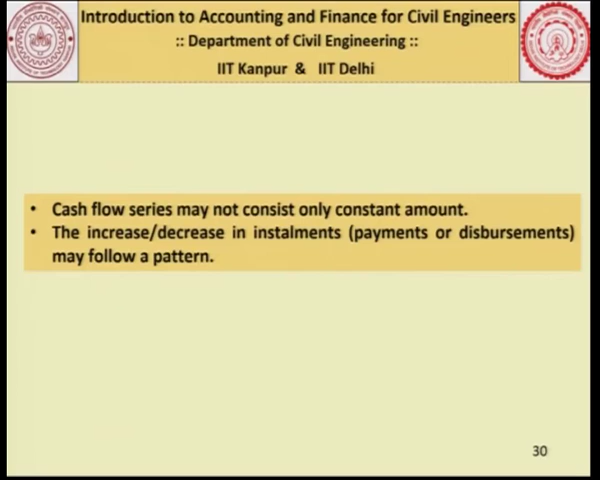 Introduction to Accounting and Finance for Civil Engineers
:: Department of Civil Engineering ::
IIT Kanpur & IIT Delhi
• Cash flow series may not consist only constant amount.
• The increase/decrease in instalments (payments or disbursements)
may follow a pattern.
30